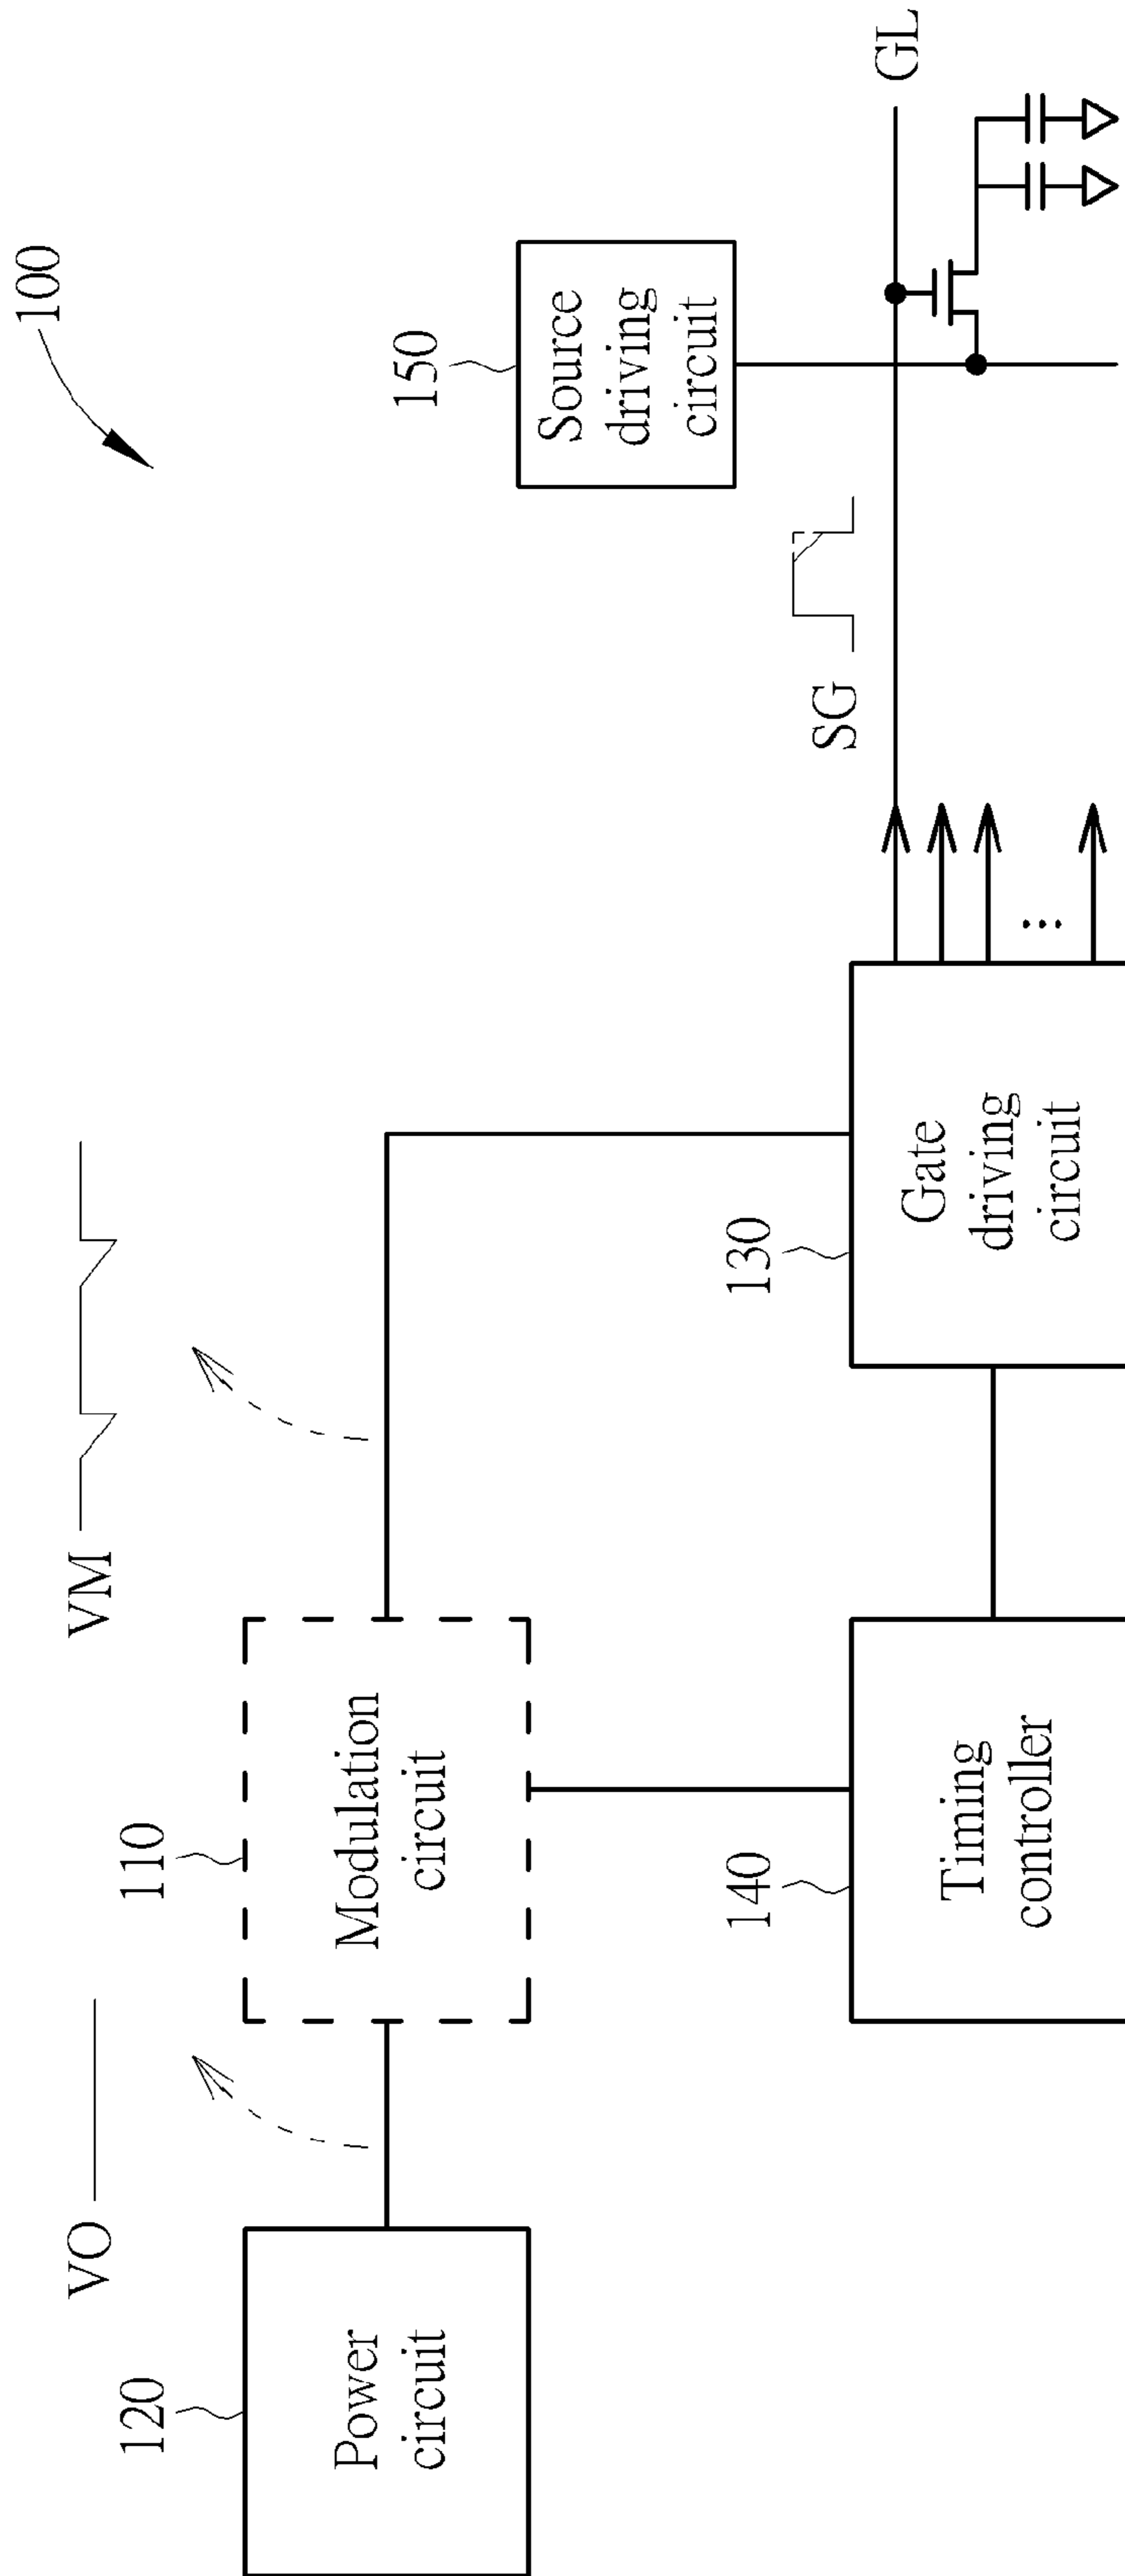 100
VO
VM
120
Power
circuit
110
Modulation
circuit
150
Source
driving
circuit
SG
GL
140
Timing
controller
130
Gate
driving
circuit
...